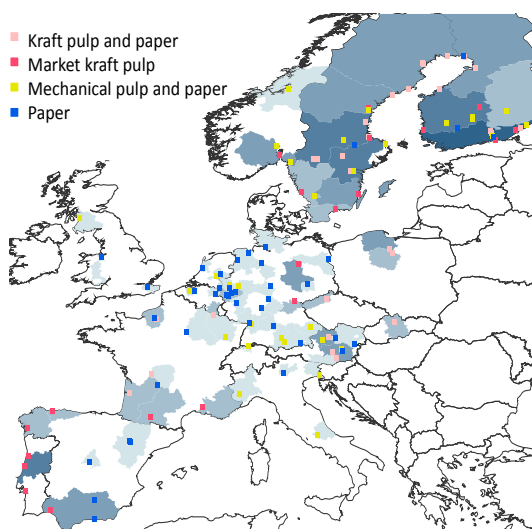 Kraft pulp and paper
Market kraft pulp
Mechanical pulp and paper
Paper